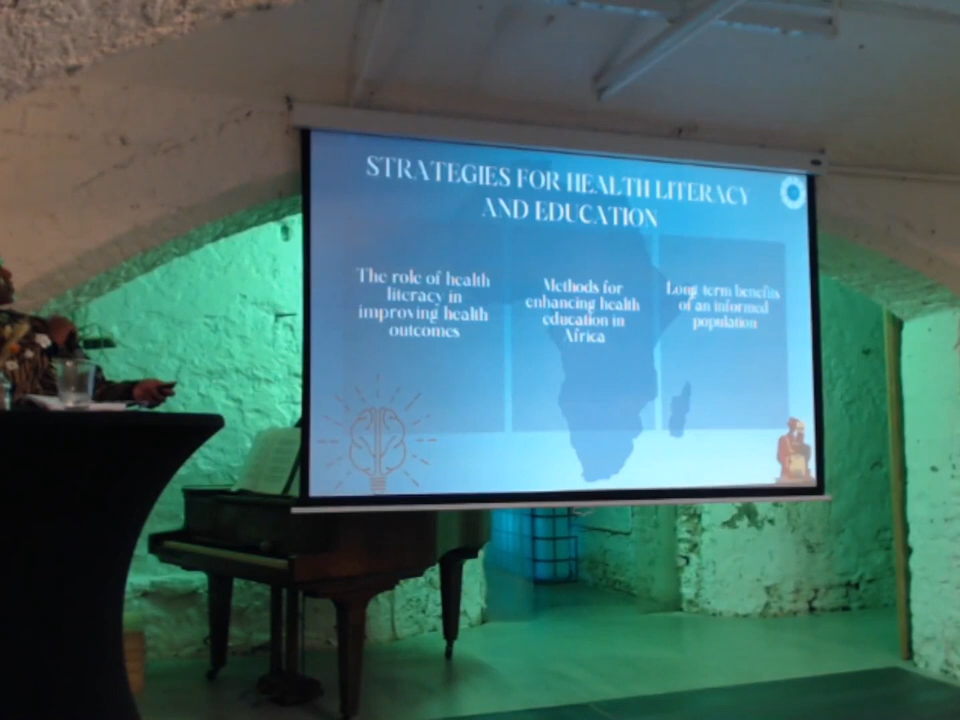 STRATEGIES FOR HEALTH LITERACY
AND EDUCATION
The role of health
literacy in
improving health
outcomes
Methods for
enhancing health
education in
Africa
Long-term benefits
of an informed
population